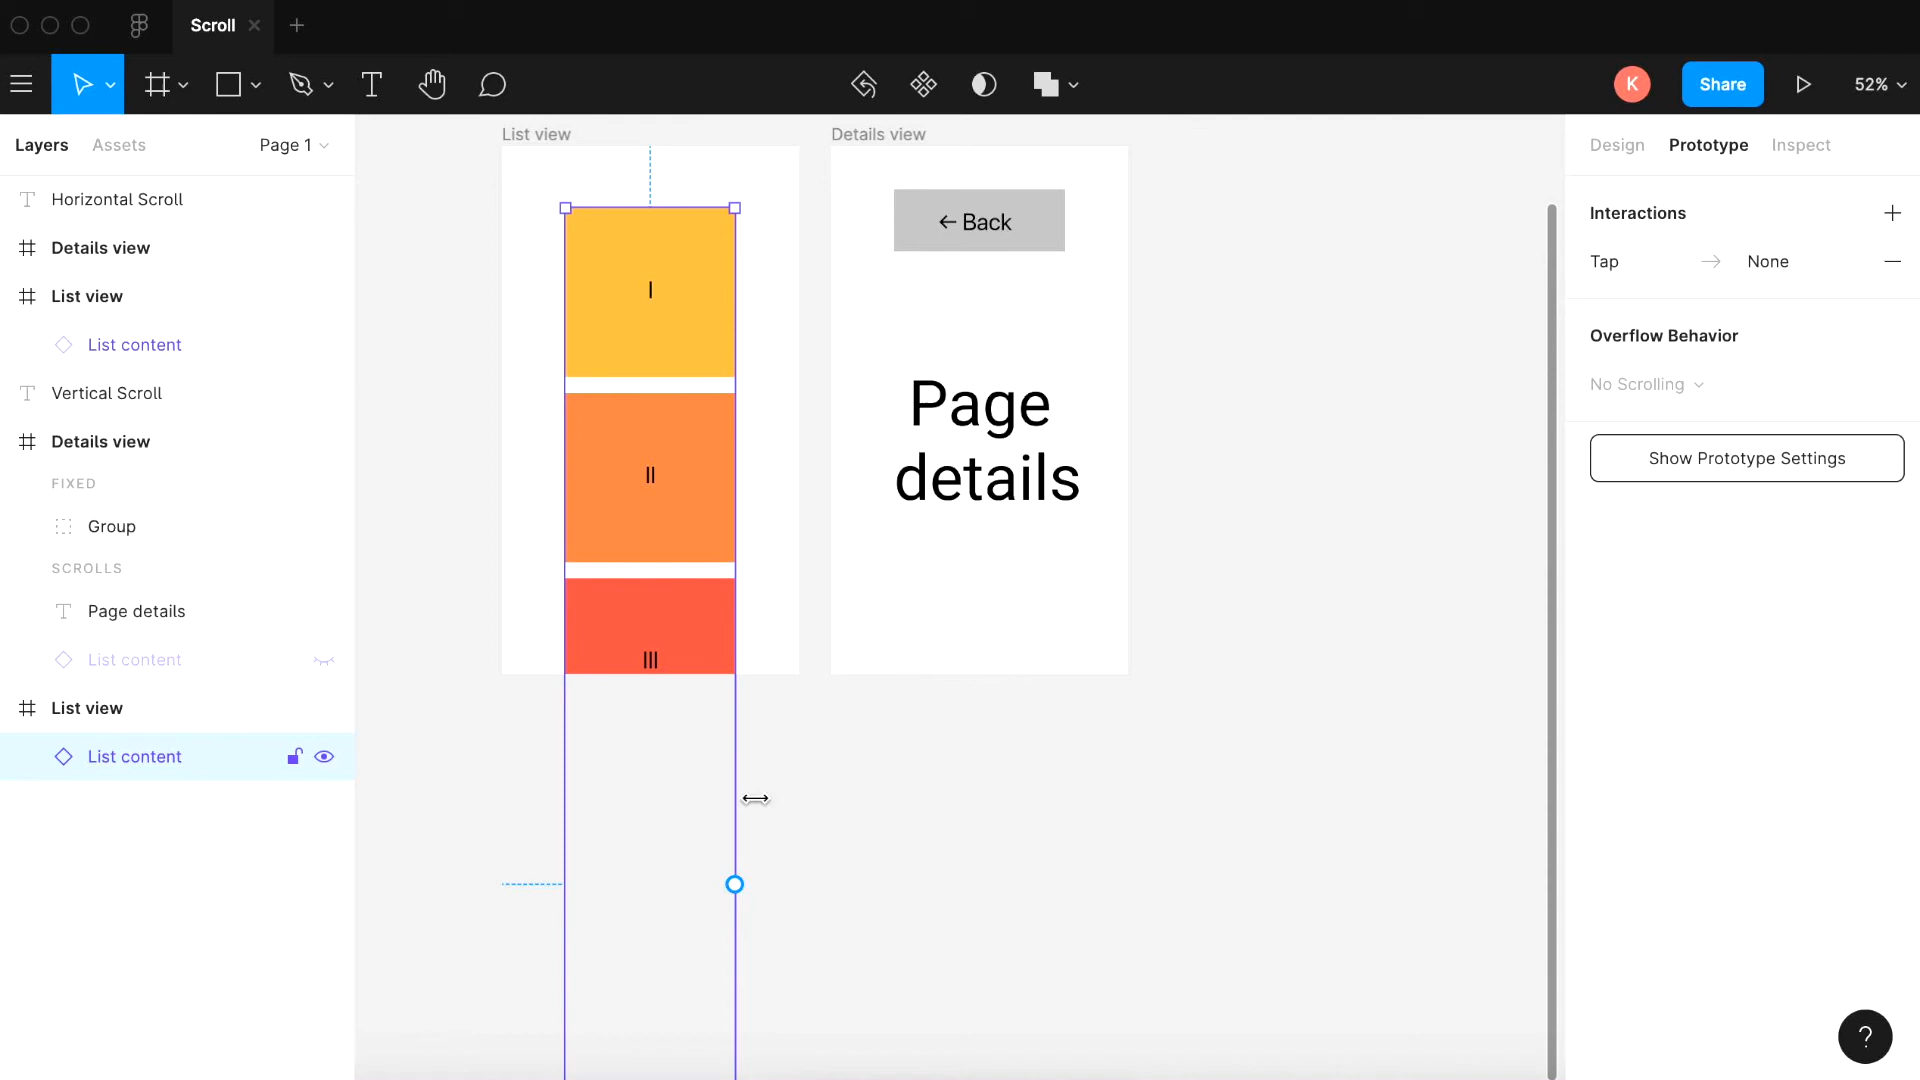 Scroll
K
Share
52%
Layers
Assets
Page 1
Horizontal Scroll
Details view
List view
List content
Vertical Scroll
Details view
FIXED
Group
SCROLLS
Page details
List content
List view
List content
List view
I
II
III
Details view
← Back
Page
details
Design
Prototype
Inspect
Interactions
Tap → None
Overflow Behavior
No Scrolling
Show Prototype Settings
?